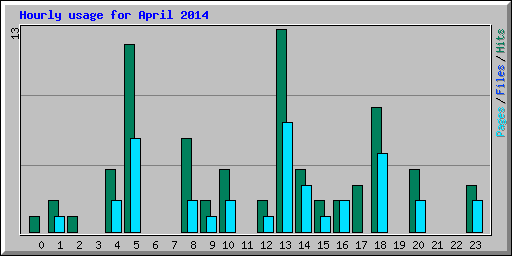 Hourly usage for April 2014
13
Pages / Files / Hits
0 1 2 3 4 5 6 7 8 9 10 11 12 13 14 15 16 17 18 19 20 21 22 23